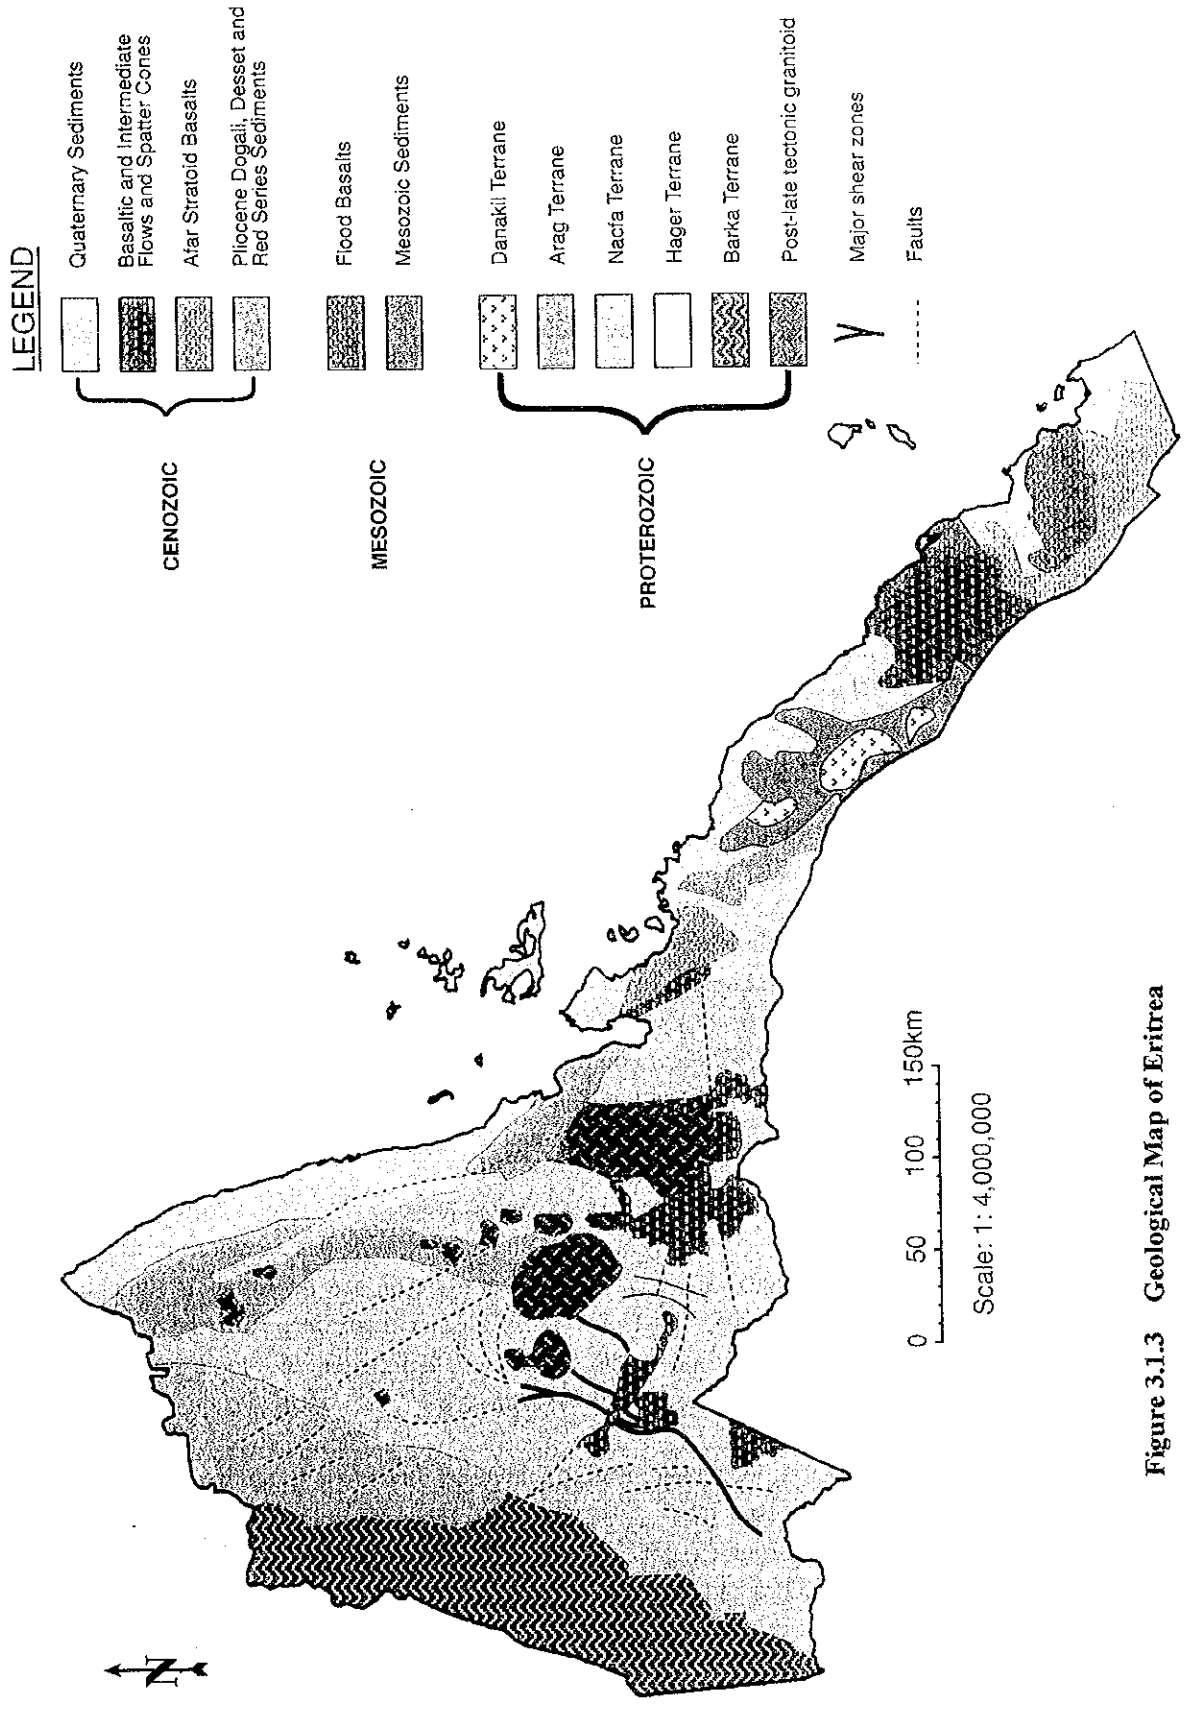 LEGEND
CENOZOIC
Quaternary Sediments
Basaltic and Intermediate
Flows and Spatter Cones
Afar Stratoid Basalts
Pliocene Dogali, Desset and
Red Series Sediments
MESOZOIC
Flood Basalts
Mesozoic Sediments
PROTEROZOIC
Danakil Terrane
Arag Terrane
Nacfa Terrane
Hager Terrane
Barka Terrane
Post-late tectonic granitoid
Major shear zones
Faults
N
0 50 100 150km
Scale: 1: 4,000,000
Figure 3.1.3 Geological Map of Eritrea